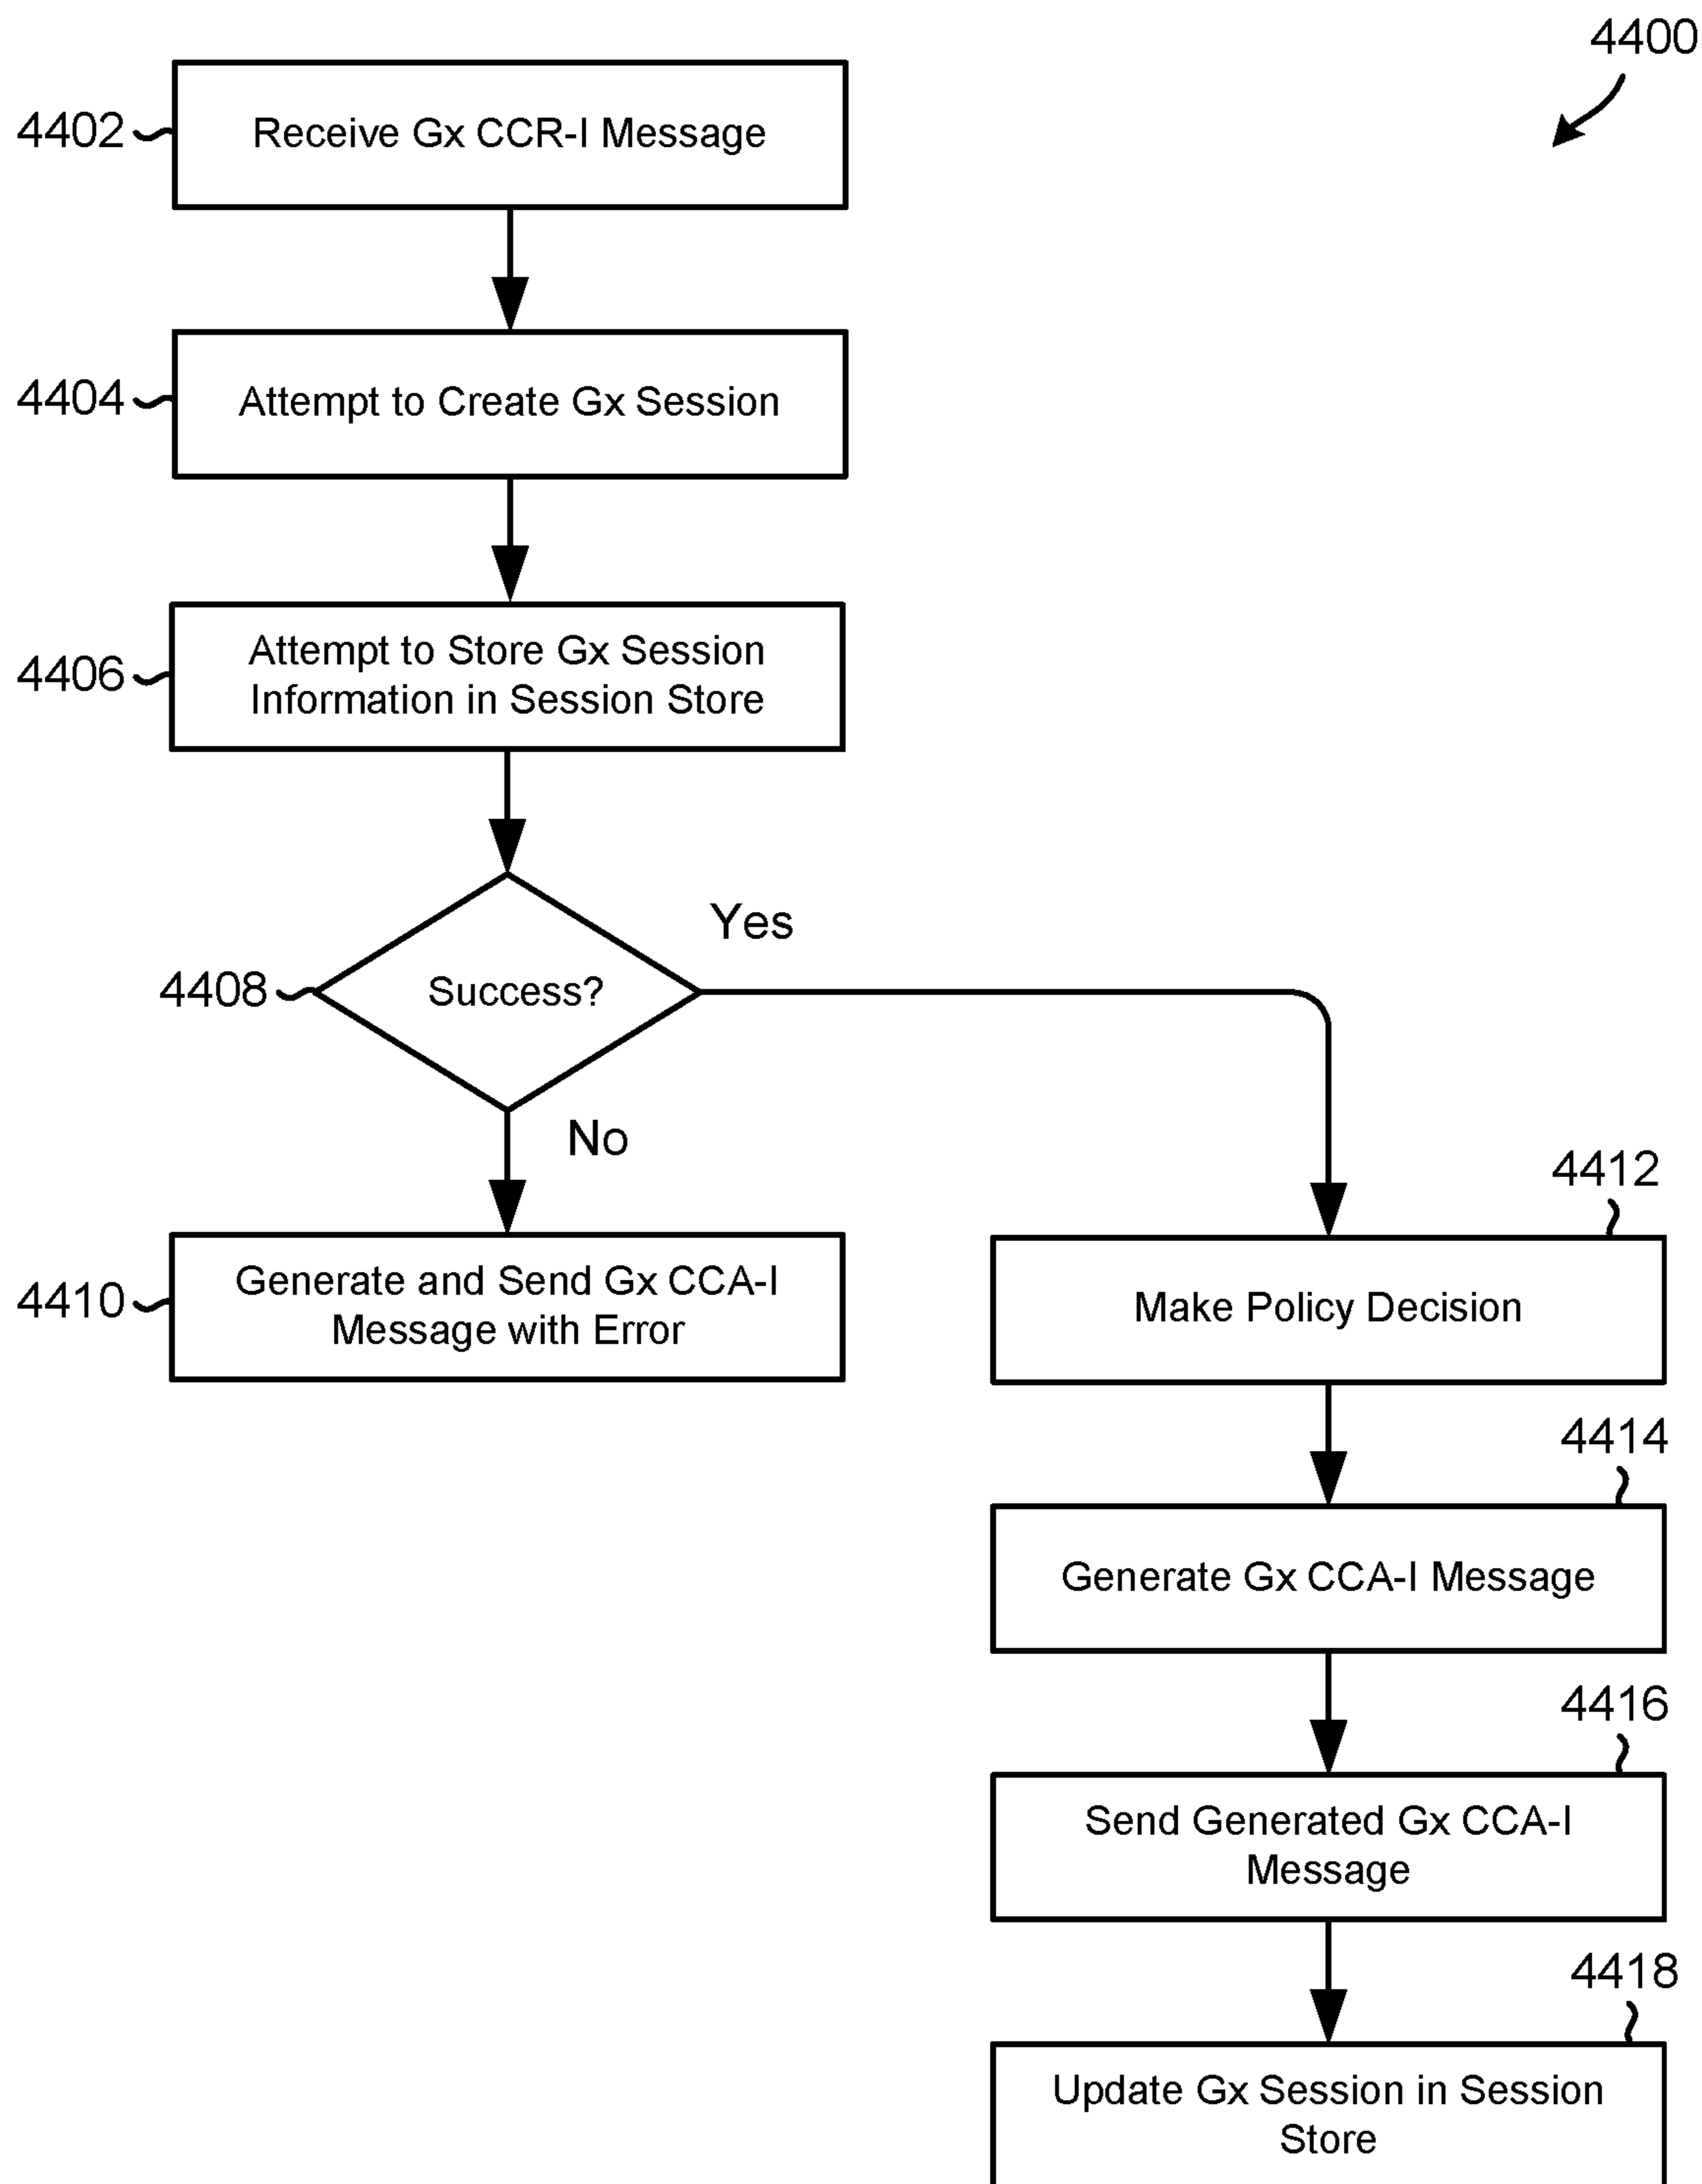 4400
4402
Receive Gx CCR-I Message
4404
Attempt to Create Gx Session
4406
Attempt to Store Gx Session
Information in Session Store
4408
Success?
Yes
No
4410
Generate and Send Gx CCA-I
Message with Error
4412
Make Policy Decision
4414
Generate Gx CCA-I Message
4416
Send Generated Gx CCA-I
Message
4418
Update Gx Session in Session
Store